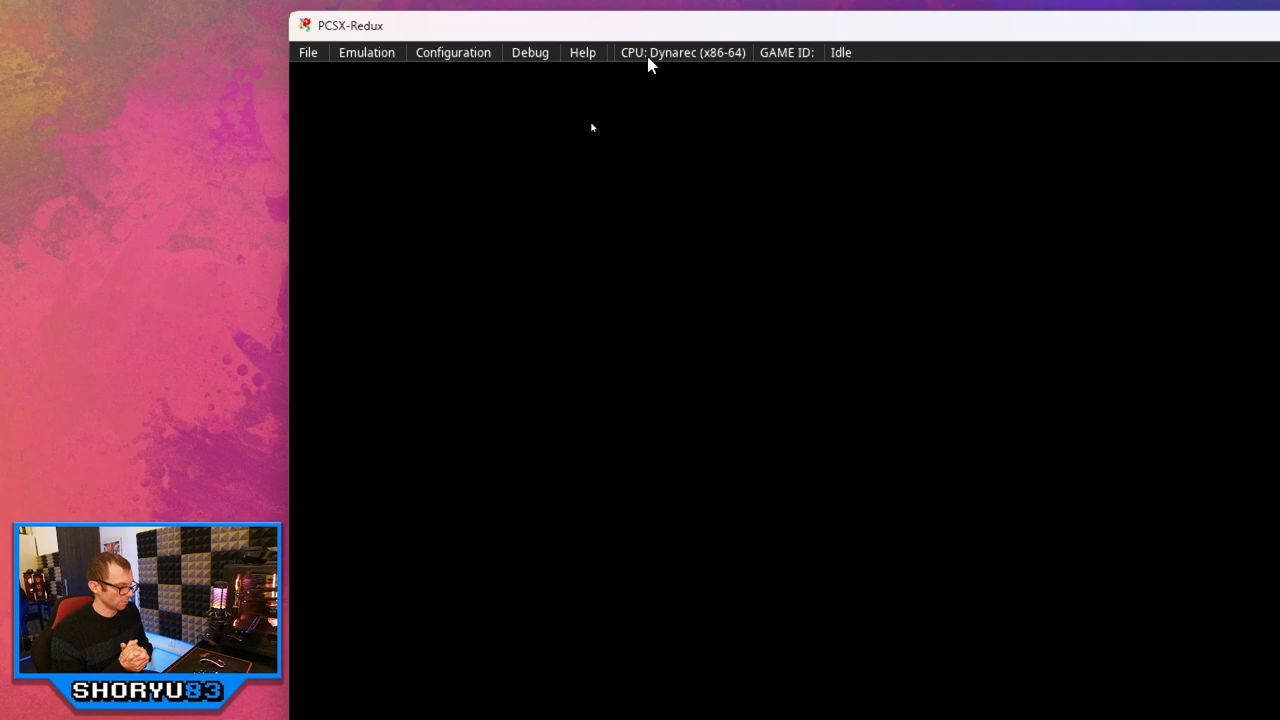 PCSX-Redux
File Emulation Configuration Debug Help CPU: Dynarec (x86-64) GAME ID: Idle
SHORYU83